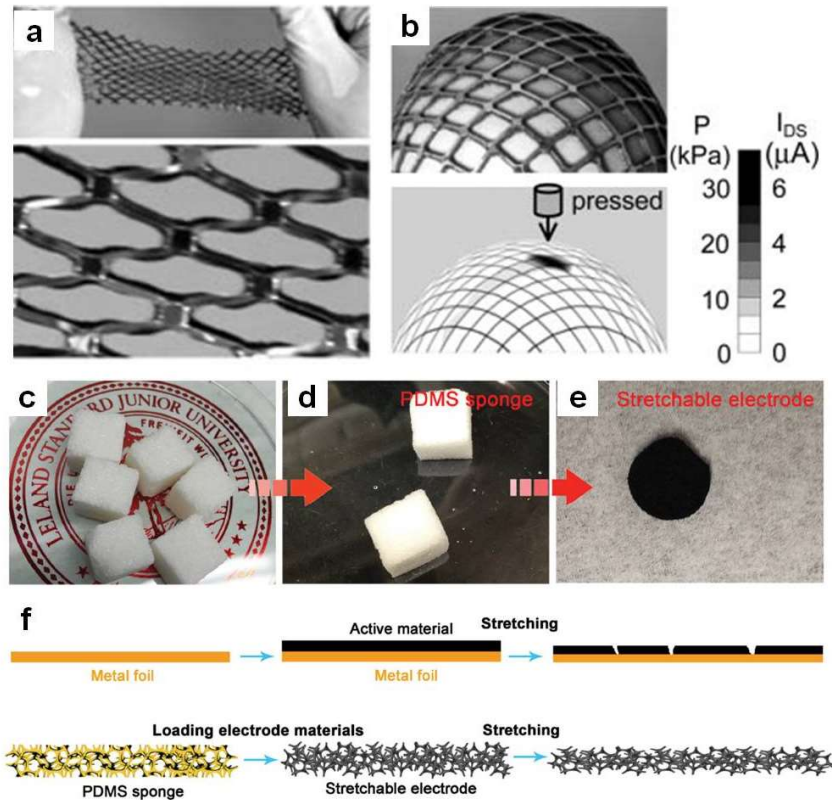 a
b
P
(kPa)
I_DS
(μA)
30
20
10
0
6
4
2
0
pressed
c
LELAND STANFORD JUNIOR UNIVERSITY
d
PDMS sponge
e
Stretchable electrode
f
Active material
Stretching
Metal foil
Metal foil
Loading electrode materials
Stretching
PDMS sponge
Stretchable electrode